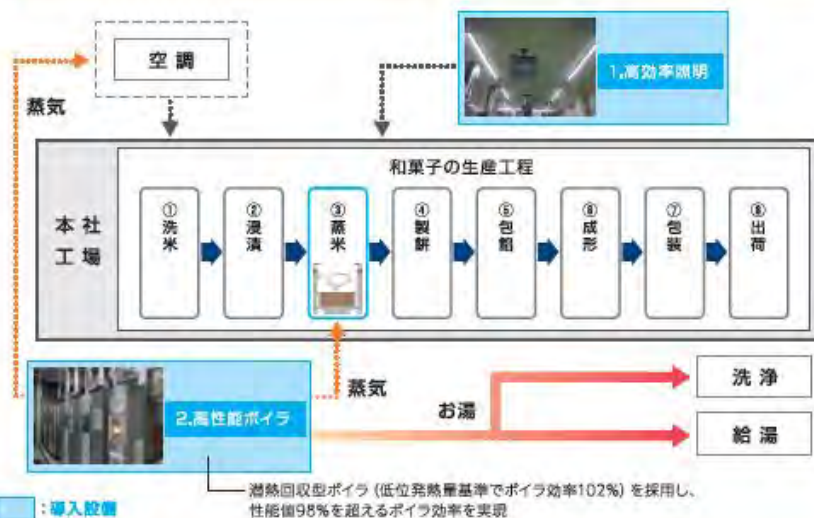 空調
1.高効率照明
蒸気
和菓子の生産工程
本社
工場
①洗米
②浸漬
③蒸米
④製餅
⑤包餡
⑥成形
⑦包装
⑧出荷
蒸気
お湯
洗浄
給湯
2.高性能ボイラ
潜熱回収型ボイラ (低位発熱量基準でボイラ効率102%) を採用し、
性能値98%を超えるボイラ効率を実現
：導入設備